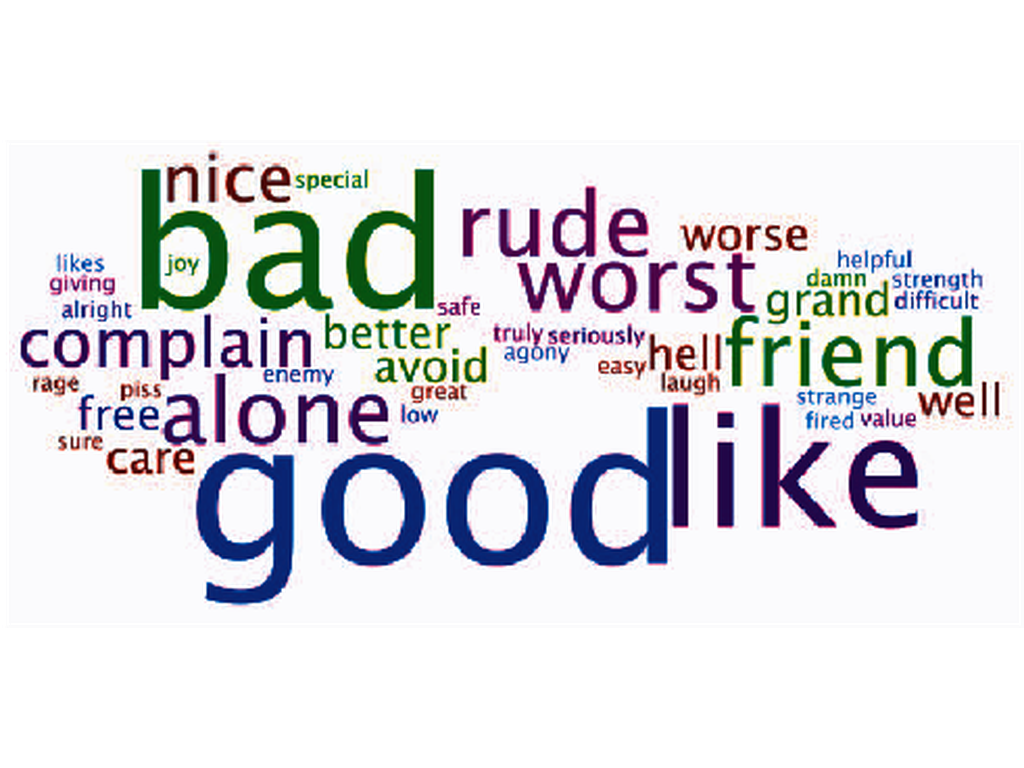 nice special
bad
rude worse
likes joy
worst
helpful
giving
damn strength
alright safe
grand difficult
complain better
truly seriously
friend
agony
avoid
easy hell
rage piss enemy
great
laugh
strange well
free alone low
fired value
sure care
good like